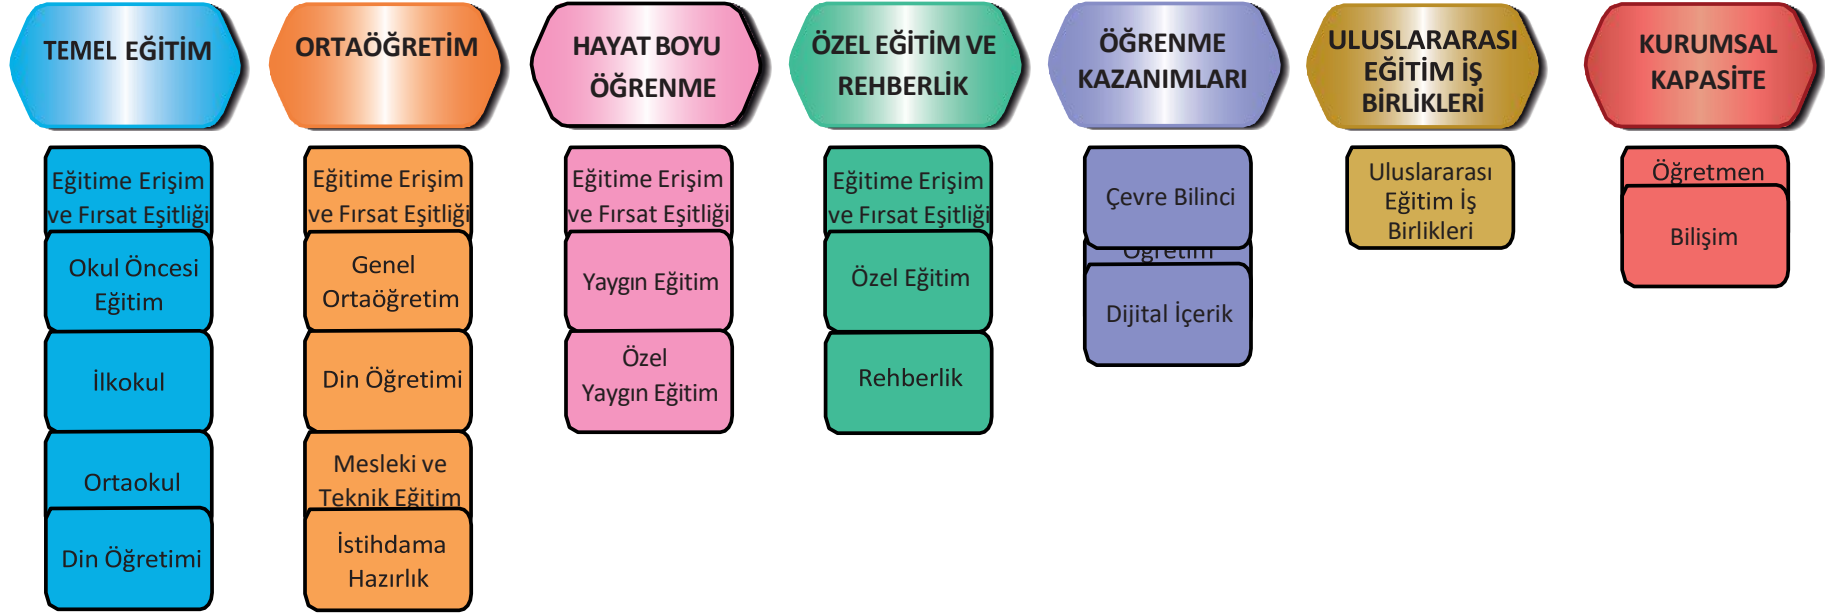 TEMEL EĞİTİM
Eğitime Erişim
ve Fırsat Eşitliği
Okul Öncesi
Eğitim
İlkokul
Ortaokul
Din Öğretimi
ORTAÖĞRETİM
Eğitime Erişim
ve Fırsat Eşitliği
Genel
Ortaöğretim
Din Öğretimi
Mesleki ve
Teknik Eğitim
İstihdama
Hazırlık
HAYAT BOYU
ÖĞRENME
Eğitime Erişim
ve Fırsat Eşitliği
Yaygın Eğitim
Özel
Yaygın Eğitim
ÖZEL EĞİTİM VE
REHBERLİK
Eğitime Erişim
ve Fırsat Eşitliği
Özel Eğitim
Rehberlik
ÖĞRENME
KAZANIMLARI
Çevre Bilinci
Öğretim
Dijital İçerik
ULUSLARARASI
EĞİTİM İŞ
BİRLİKLERİ
Uluslararası
Eğitim İş
Birlikleri
KURUMSAL
KAPASİTE
Öğretmen
Bilişim